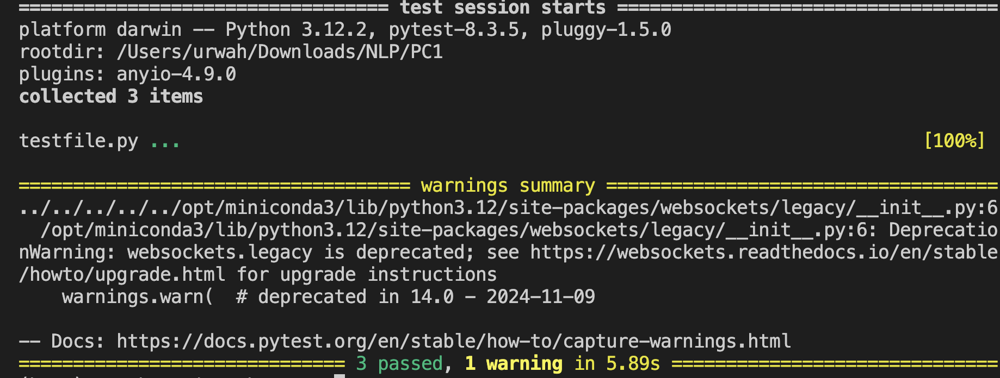 ================================== test session starts ===================================
platform darwin -- Python 3.12.2, pytest-8.3.5, pluggy-1.5.0
rootdir: /Users/urwah/Downloads/NLP/PC1
plugins: anyio-4.9.0
collected 3 items
testfile.py ... [100%]
==================================== warnings summary ====================================
../../../../../opt/miniconda3/lib/python3.12/site-packages/websockets/legacy/__init__.py:6
/opt/miniconda3/lib/python3.12/site-packages/websockets/legacy/__init__.py:6: Deprecatio
nWarning: websockets.legacy is deprecated; see https://websockets.readthedocs.io/en/stable
/howto/upgrade.html for upgrade instructions
warnings.warn(  # deprecated in 14.0 - 2024-11-09
-- Docs: https://docs.pytest.org/en/stable/how-to/capture-warnings.html
============================== 3 passed, 1 warning in 5.89s ==============================